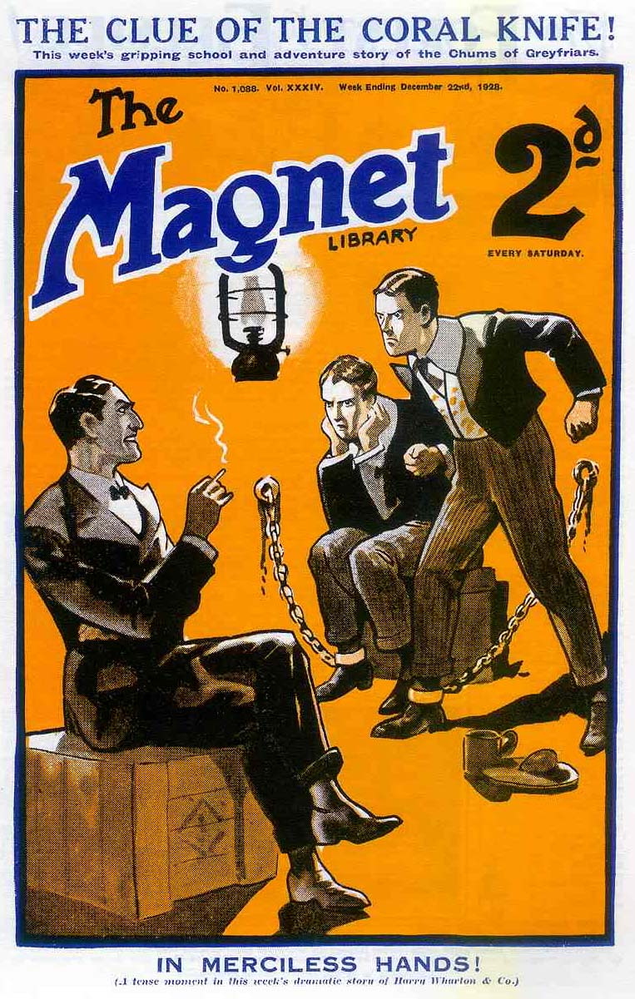 THE CLUE OF THE CORAL KNIFE!
This week's gripping school and adventure story of the Chums of Greyfriars.
No. 1,088. Vol. XXXIV. Week Ending December 22nd, 1928.
The
Magnet
LIBRARY
2d
EVERY SATURDAY.
IN MERCILESS HANDS!
(A tense moment in this week's dramatic story of Harry Wharton & Co.)